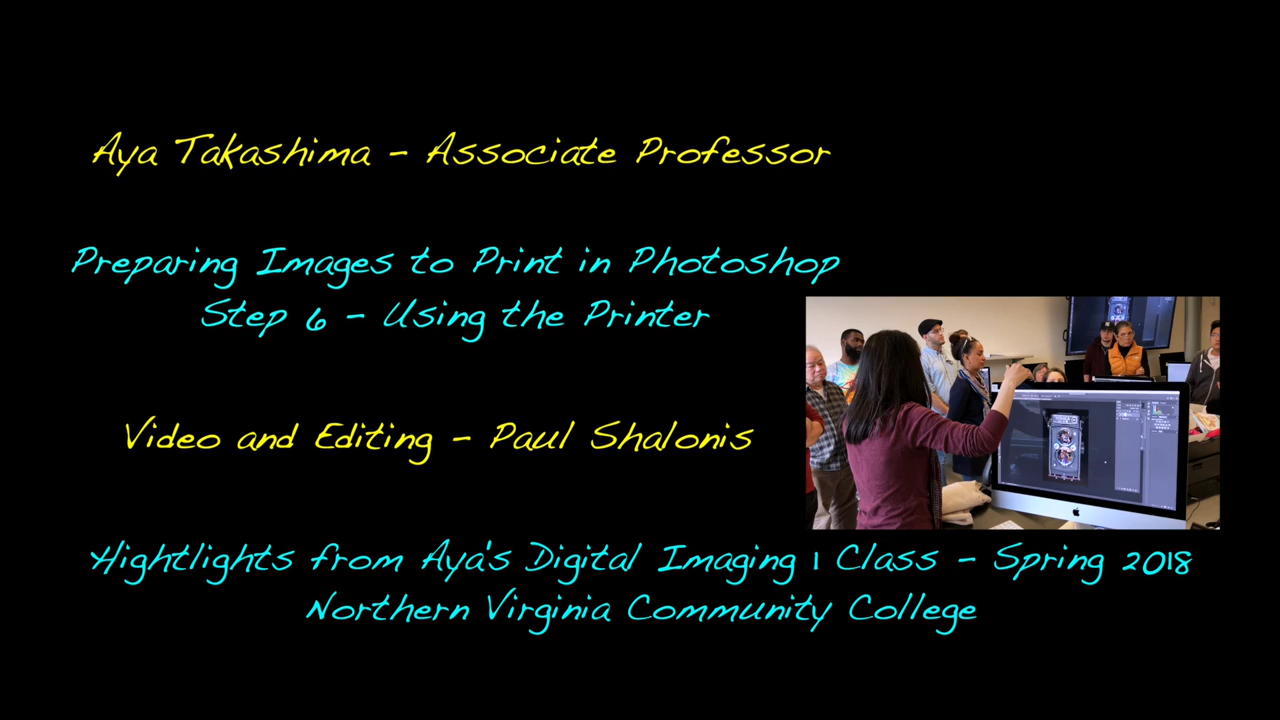 Aya Takashima - Associate Professor
Preparing Images to Print in Photoshop
Step 6 - Using the Printer
Video and Editing - Paul Shalonis
Hightlights from Aya's Digital Imaging 1 Class - Spring 2018
Northern Virginia Community College